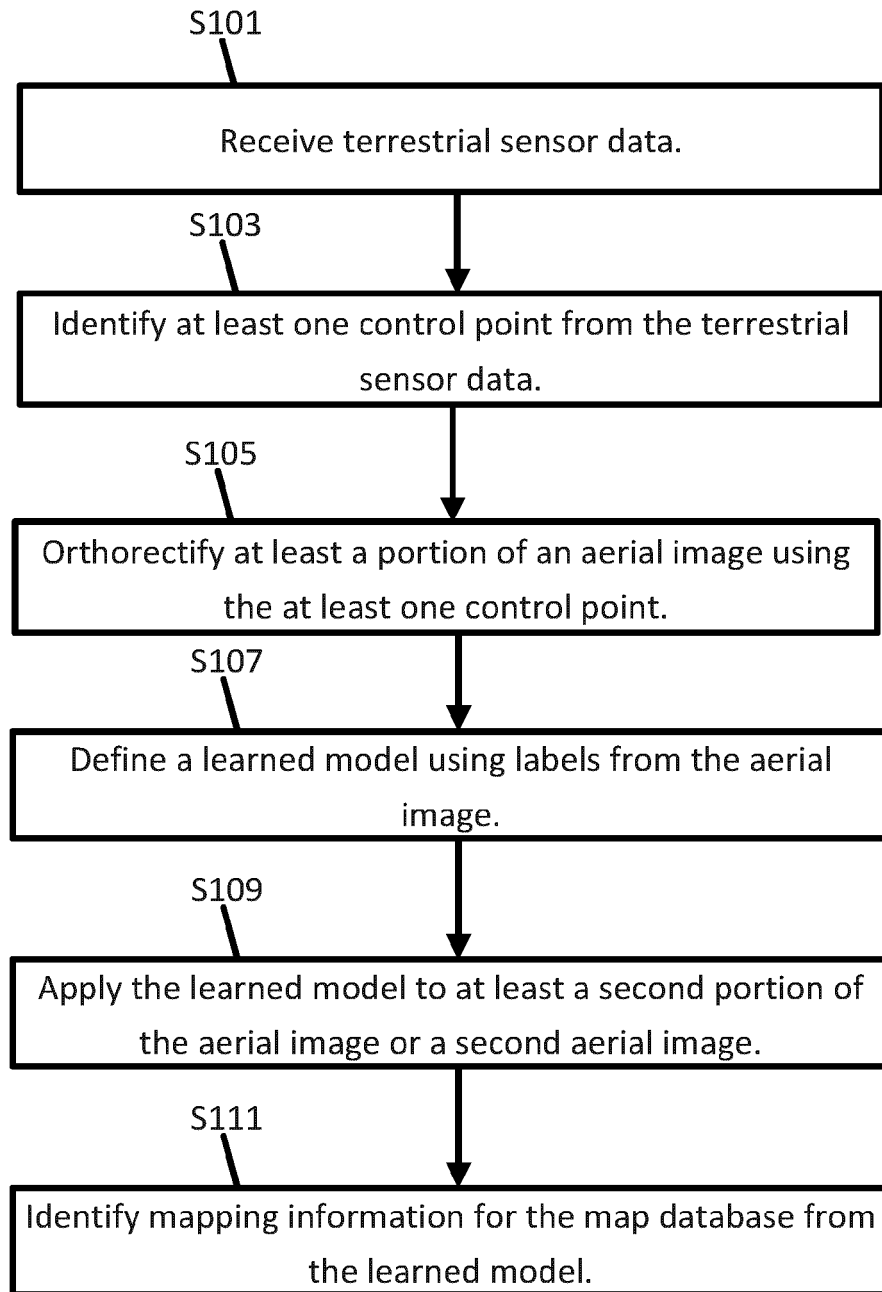 S101
Receive terrestrial sensor data.
S103
Identify at least one control point from the terrestrial
sensor data.
S105
Orthorectify at least a portion of an aerial image using
the at least one control point.
S107
Define a learned model using labels from the aerial
image.
S109
Apply the learned model to at least a second portion of
the aerial image or a second aerial image.
S111
Identify mapping information for the map database from
the learned model.